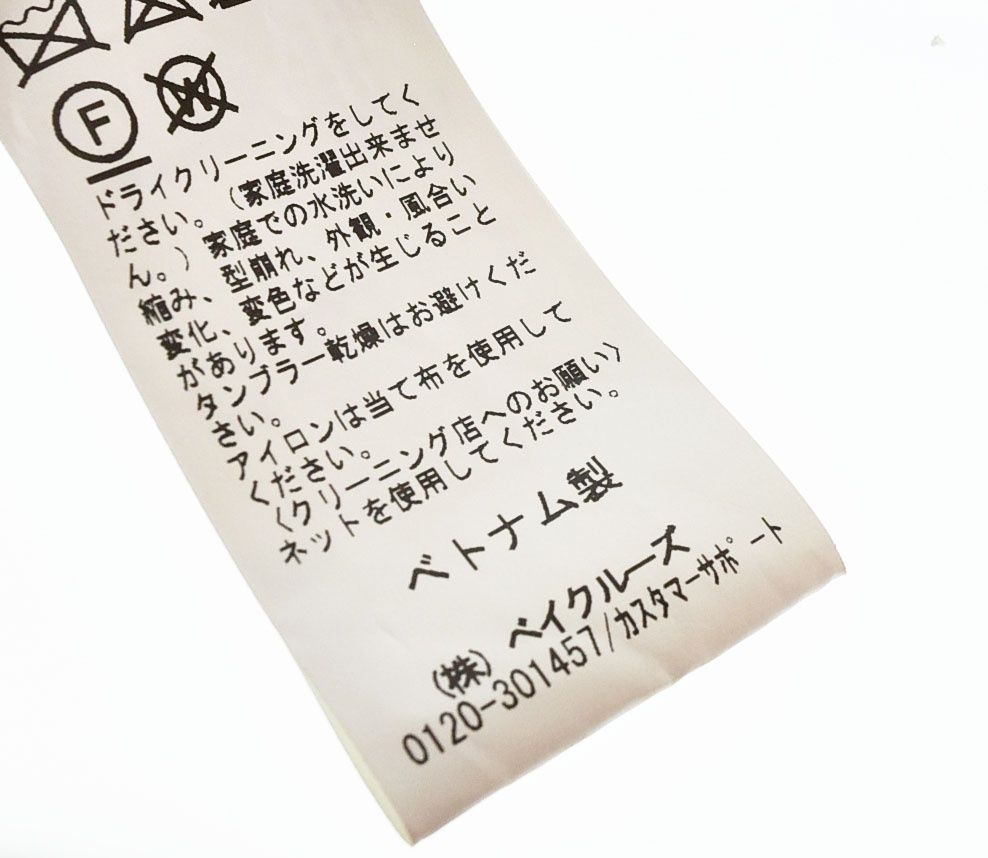 F
W
ドライクリーニングをしてく
ださい。（家庭洗濯出来ませ
ん。）家庭での水洗いにより
縮み、型崩れ、外観・風合い
変化、変色などが生じること
があります。
タンブラー乾燥はお避けくだ
さい。
アイロンは当て布を使用して
ください。
〈クリーニング店へのお願い〉
ネットを使用してください。
ベトナム製
(株) ベイクルーズ
0120-301457/カスタマーサポート